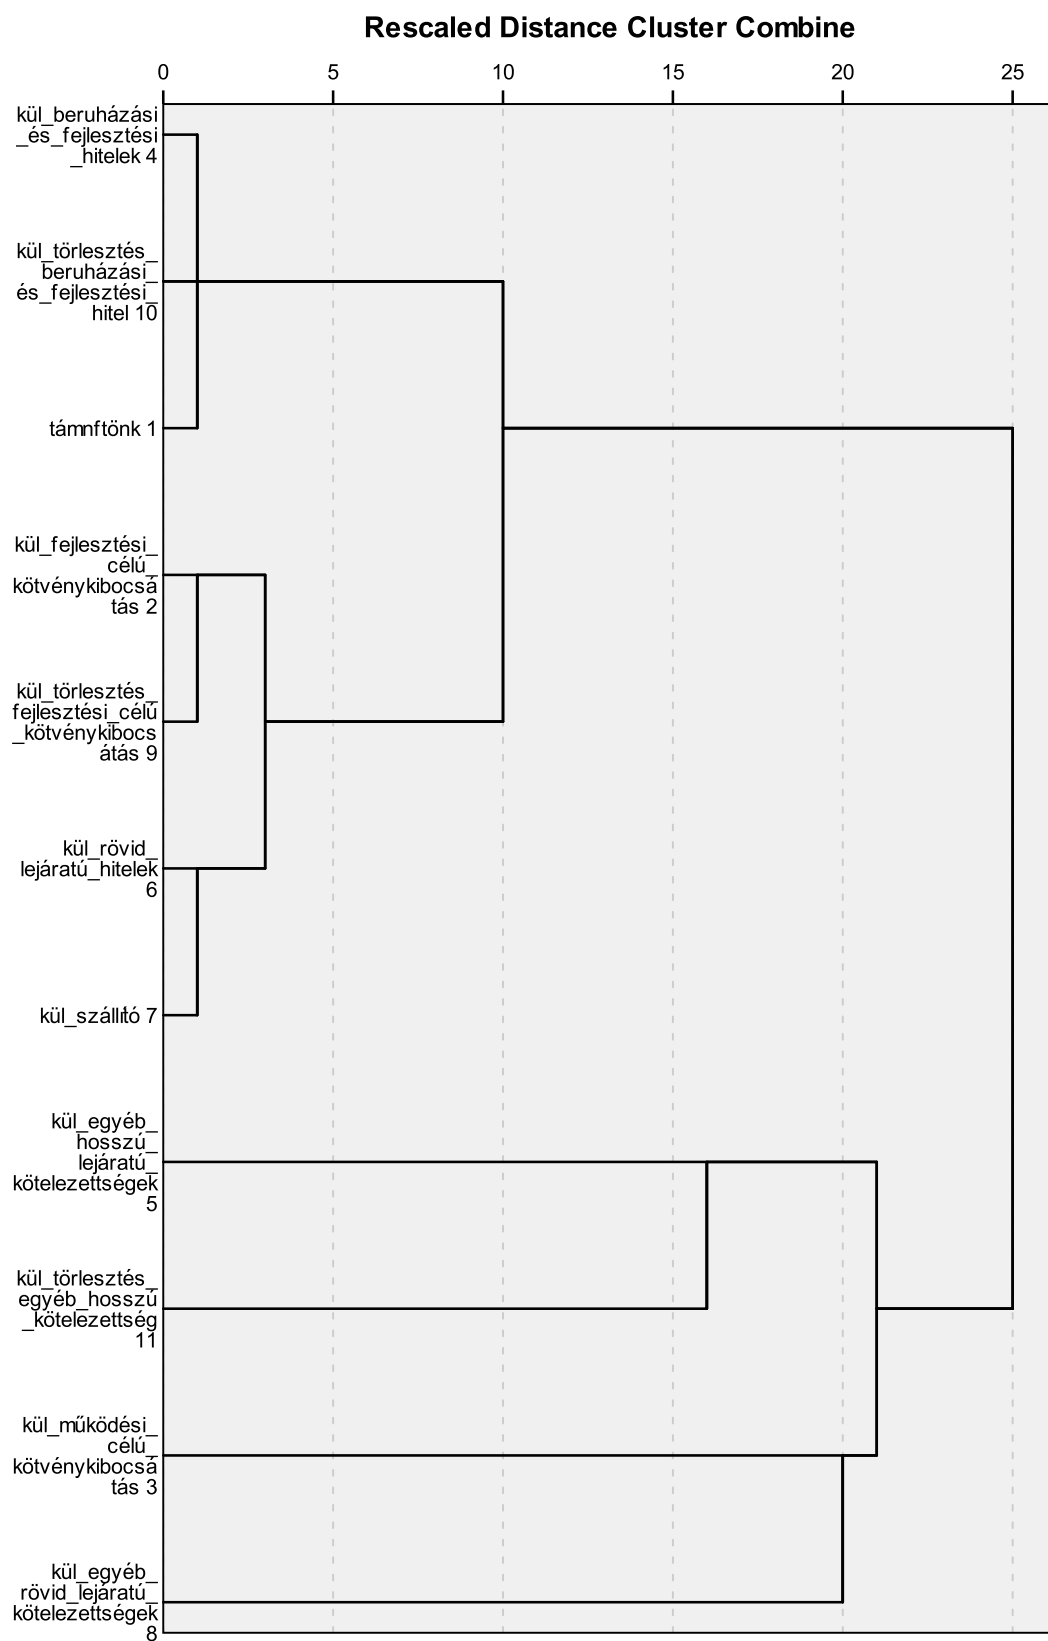 Rescaled Distance Cluster Combine
0 5 10 15 20 25
kül_beruházási
_és_fejlesztési
_hitelek 4
kül_törlesztés_
beruházási_
és_fejlesztési_
hitel 10
támnftönk 1
kül_fejlesztési_
célú_
kötvénykibocsá
tás 2
kül_törlesztés_
fejlesztési_célú
_kötvénykibocs
átás 9
kül_rövid_
lejáratú_hitelek
6
kül_szállító 7
kül_egyéb_
hosszú_
lejáratú_
kötelezettségek
5
kül_törlesztés_
egyéb_hosszú
_kötelezettség
11
kül_működési_
célú_
kötvénykibocsá
tás 3
kül_egyéb_
rövid_lejáratú_
kötelezettségek
8